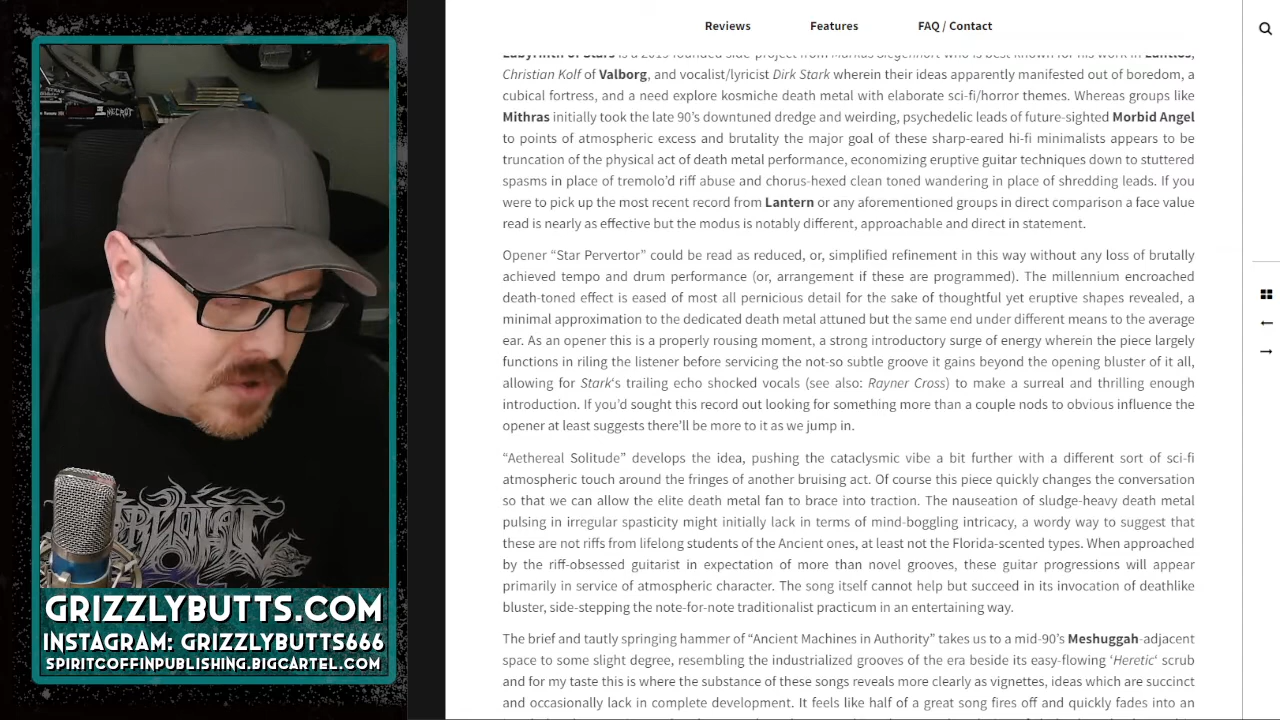 Reviews Features FAQ / Contact
Labyrinth of Stars is a 2019 founded side-project from Markus Siegenhort who is best known for his work in Lantlôs,
Christian Kolf of Valborg, and vocalist/lyricist Dirk Stark wherein their ideas apparently manifested out of boredom, a
cubical fortress, and a need explore kosmische death metal with elaborate sci-fi/horror themes. Whereas groups like
Mithras initially took the late 90’s downtuned dredge and weirding, psychedelic leads of future-sighted Morbid Angel
to points of atmospheric excess and brutality the major goal of these sharp-eared hi-fi minimalists appears to be
truncation of the physical act of death metal performance, economizing eruptive guitar techniques down to stuttered
spasms in place of tremolo’d riff abuse and chorus-hexed clean toned wandering in place of shredding leads. If you
were to pick up the most recent record from Lantern or any aforementioned groups in direct comparison a face value
read is nearly as effective but the modus is notably different, approachable and direct in statement.
Opener “Star Pervertor” could be read as reduced, or, simplified refinement in this way without any loss of brutally
achieved tempo and drum performance (or, arrangement if these are programmed). The millennium encroached
death-toned effect is eased of most all pernicious detail for the sake of thoughtful yet eruptive shapes revealed, a
minimal approximation to the dedicated death metal attuned but the same end under different means to the average
ear. As an opener this is a properly rousing moment, a strong introductory surge of energy wherein the piece largely
functions in riling the listener before servicing the not-so subtle groove it gains beyond the opening bluster of it all,
allowing for Stark‘s trailing echo shocked vocals (see also: Rayner Cross) to make a surreal and thrilling enough
introduction. If you’d sought this record out looking for something more than a couple nods to obvious influence the
opener at least suggests there’ll be more to it as we jump in.
“Aethereal Solitude” develops the idea, pushing the cataclysmic vibe a bit further with a different sort of sci-fi
atmospheric touch around the fringes of another bruising act. Of course this piece quickly changes the conversation
so that we can allow the elite death metal fan to brace into traction. The nauseation of sludge-heavy death metal
pulsing in irregular spasticity might initially lack in terms of mind-boggling intricacy, a wordy way to suggest that
these are not riffs from lifelong students of the Ancient ones, at least not the Florida-scented types. When approached
by the riff-obsessed guitarist in expectation of more than novel grooves, these guitar progressions will appear
primarily in service of atmospheric character. The song itself cannot help but succeed in its invocation of deathlike
bluster, side-stepping the note-for-note traditionalist practicum in an entertaining way.
The brief and tautly springing hammer of “Ancient Machines in Authority” takes us to a mid-90’s Meshuggah-adjacent
space to some slight degree, resembling the industrialized grooves of the era beside its easy-flowing ‘Heretic‘ scrub
and for my taste this is where the substance of these songs reveals more clearly as vignettes, ideas which are succinct
and occasionally lack in complete development. It feels like half of a great song fires off and quickly fades into an
GRIZZLYBUTTS.COM
INSTAGRAM: GRIZZLYBUTTS666
SPIRITCOFFINPUBLISHING.BIGCARTEL.COM